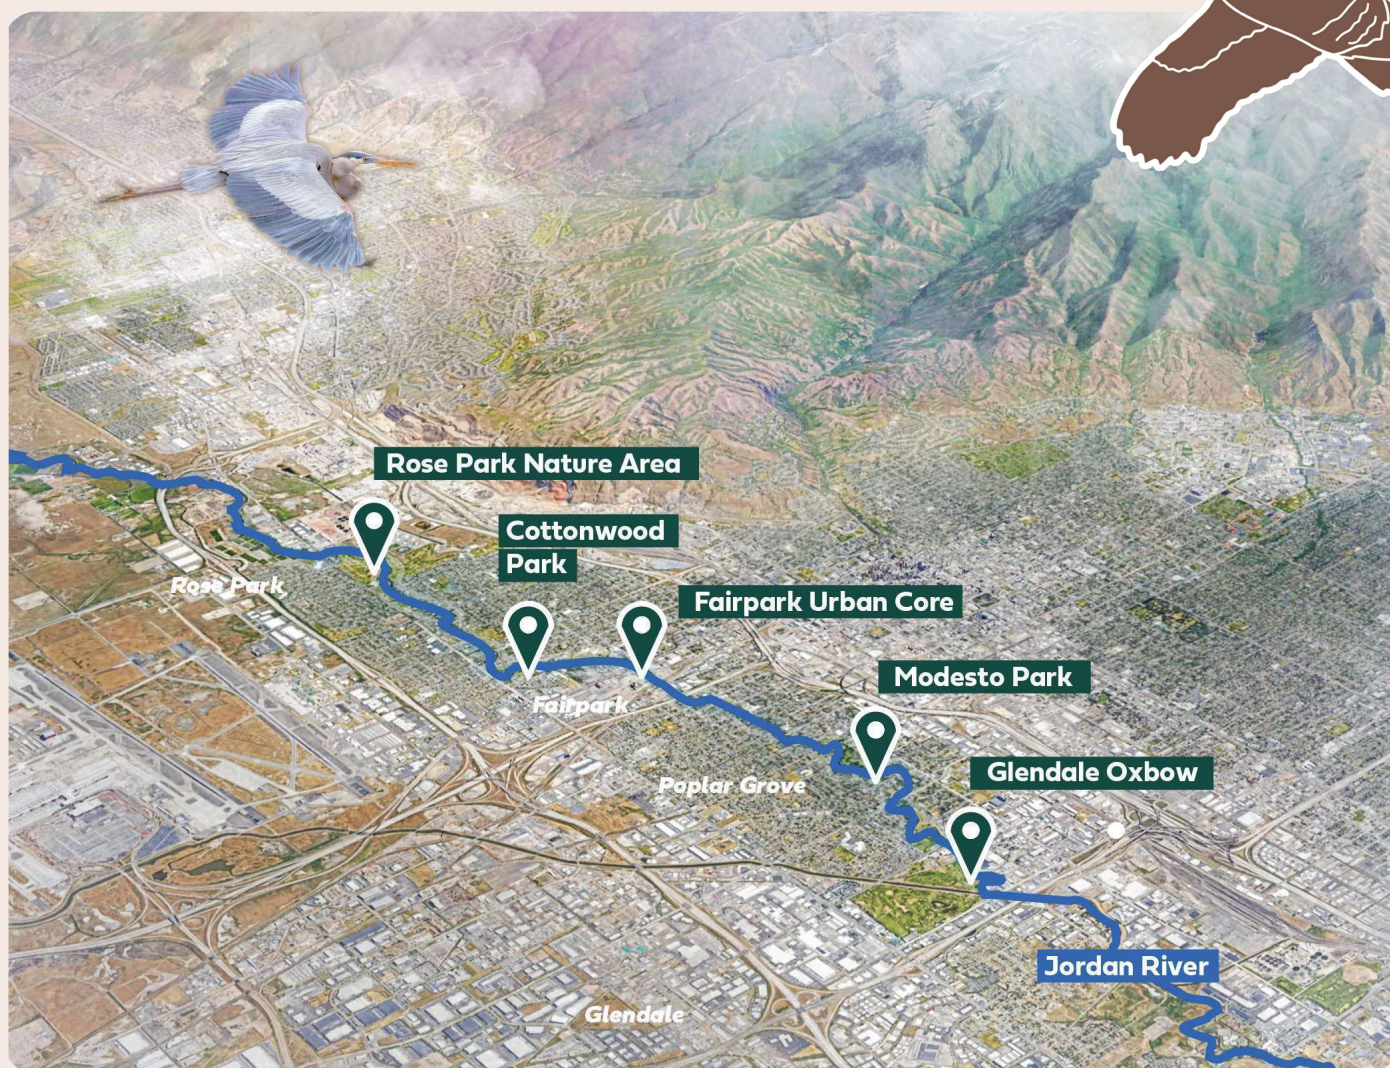 Rose Park Nature Area
Cottonwood
Park
Rose Park
Fairpark Urban Core
Modesto Park
Fairpark
Glendale Oxbow
Poplar Grove
Jordan River
Glendale